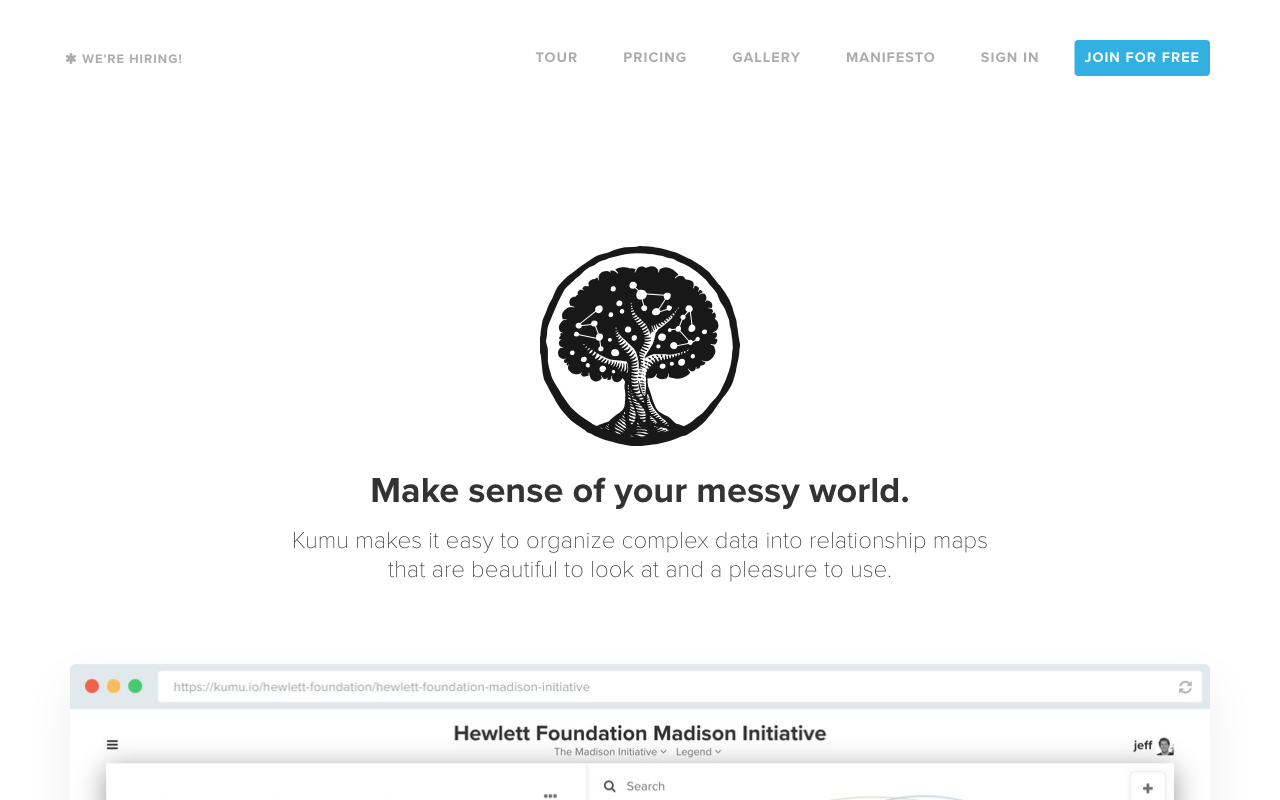 ✱ WE'RE HIRING!
TOUR PRICING GALLERY MANIFESTO SIGN IN JOIN FOR FREE
Make sense of your messy world.
Kumu makes it easy to organize complex data into relationship maps
that are beautiful to look at and a pleasure to use.
https://kumu.io/hewlett-foundation/hewlett-foundation-madison-initiative
Hewlett Foundation Madison Initiative
The Madison Initiative Legend
jeff
Search